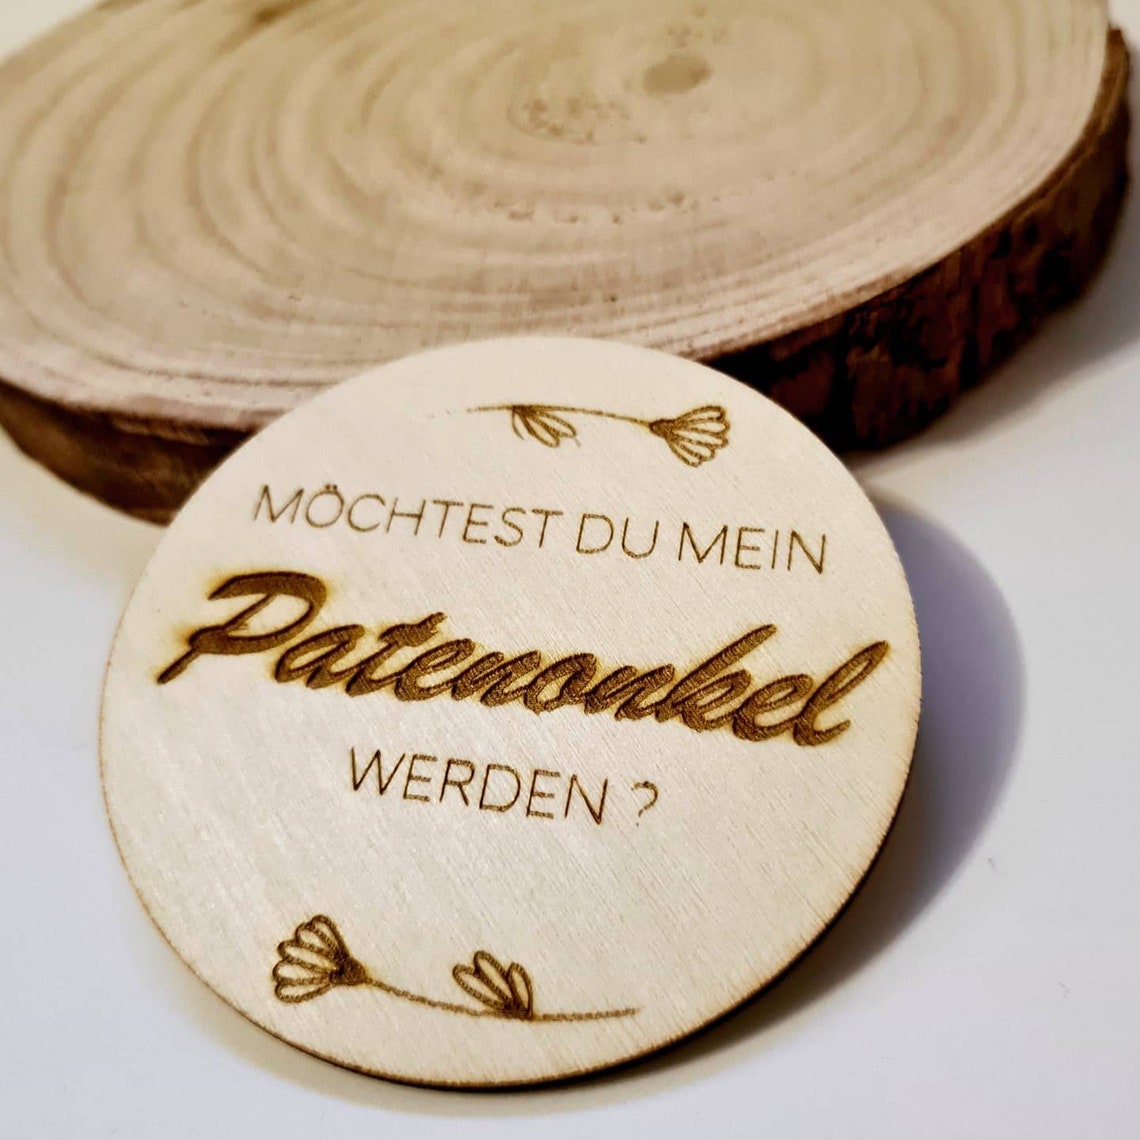 MÖCHTEST DU MEIN
Patenonkel
WERDEN ?